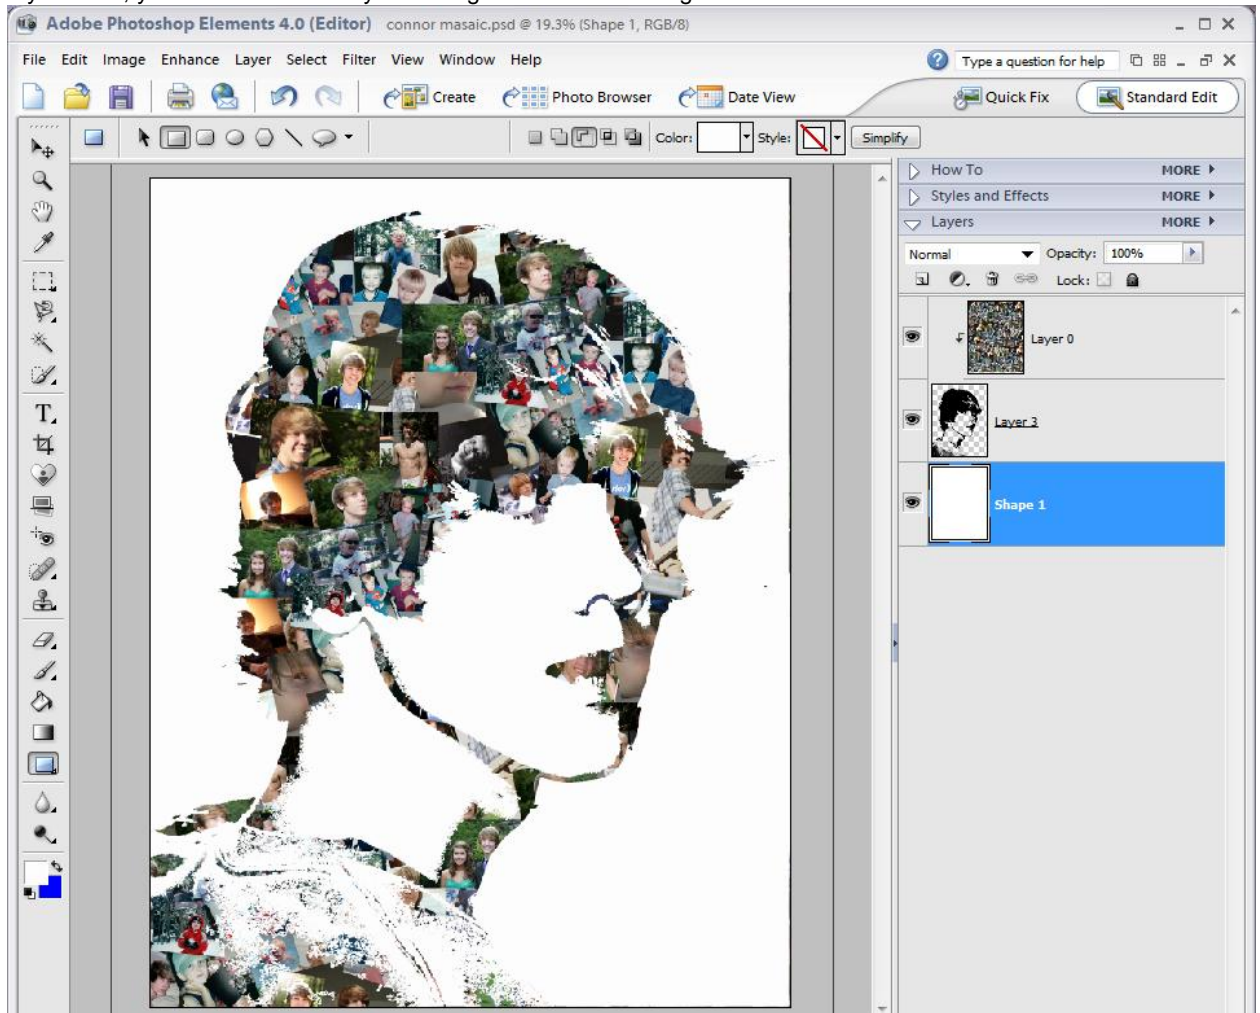 Adobe Photoshop Elements 4.0 (Editor) connor masaic.psd @ 19.3% (Shape 1, RGB/8)
File Edit Image Enhance Layer Select Filter View Window Help Type a question for help
Create Photo Browser Date View Quick Fix Standard Edit
Color: Style: Simplify
How To MORE
Styles and Effects MORE
Layers MORE
Normal Opacity: 100%
Lock:
Layer 0
Layer 3
Shape 1